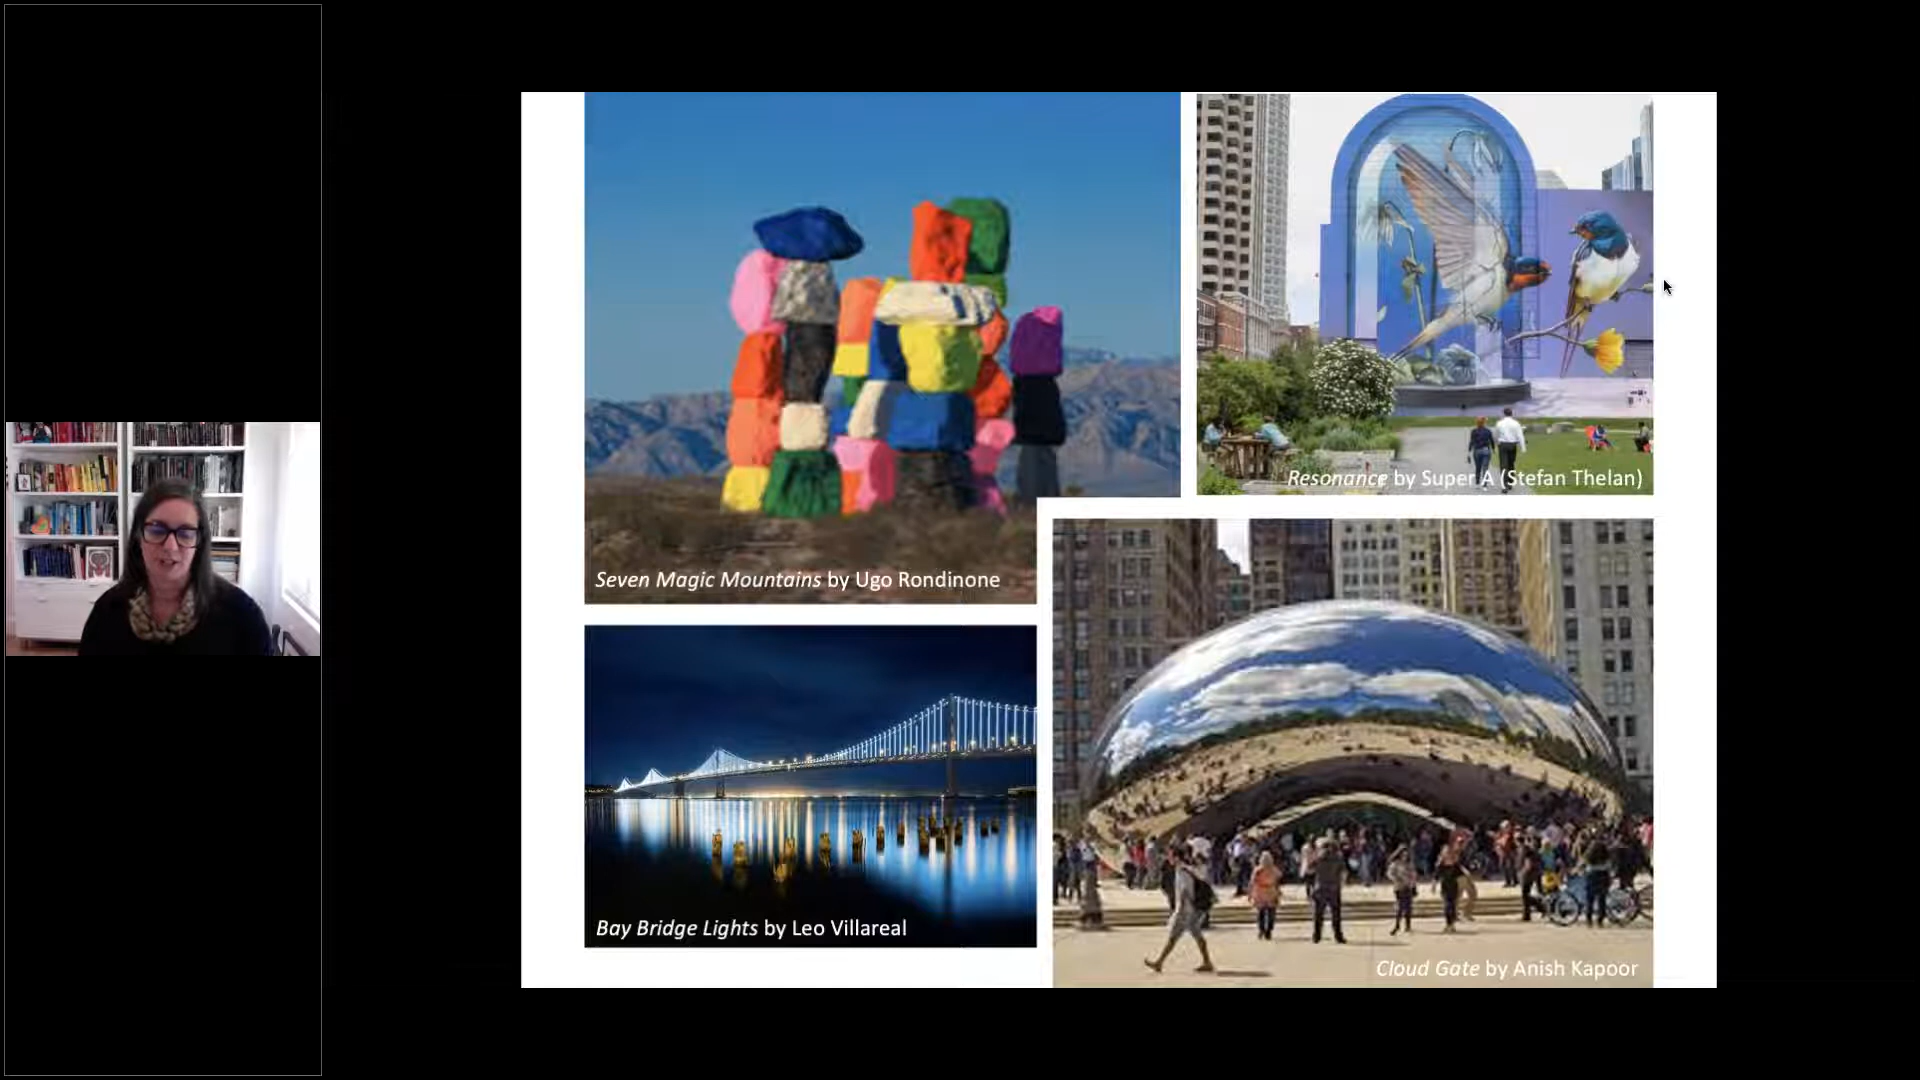 Resonance by Super A (Stefan Thelan)
Seven Magic Mountains by Ugo Rondinone
Bay Bridge Lights by Leo Villareal
Cloud Gate by Anish Kapoor